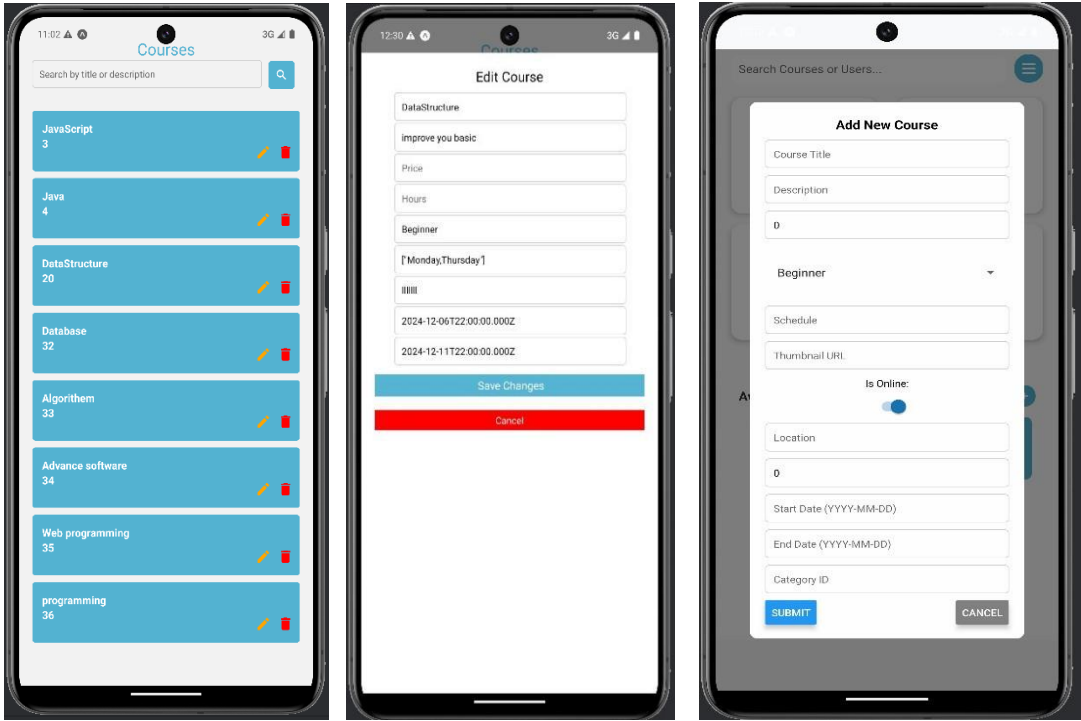 11:02
3G
Courses
Search by title or description
JavaScript
3
Java
4
DataStructure
20
Database
32
Algorithem
33
Advance software
34
Web programming
35
programming
36
12:30
3G
Courses
Edit Course
DataStructure
improve you basic
Price
Hours
Beginner
["Monday,Thursday"]
2024-12-06T22:00:00.000Z
2024-12-11T22:00:00.000Z
Save Changes
Cancel
Search Courses or Users...
Add New Course
Course Title
Description
0
Beginner
Schedule
Thumbnail URL
Is Online:
Location
0
Start Date (YYYY-MM-DD)
End Date (YYYY-MM-DD)
Category ID
SUBMIT
CANCEL